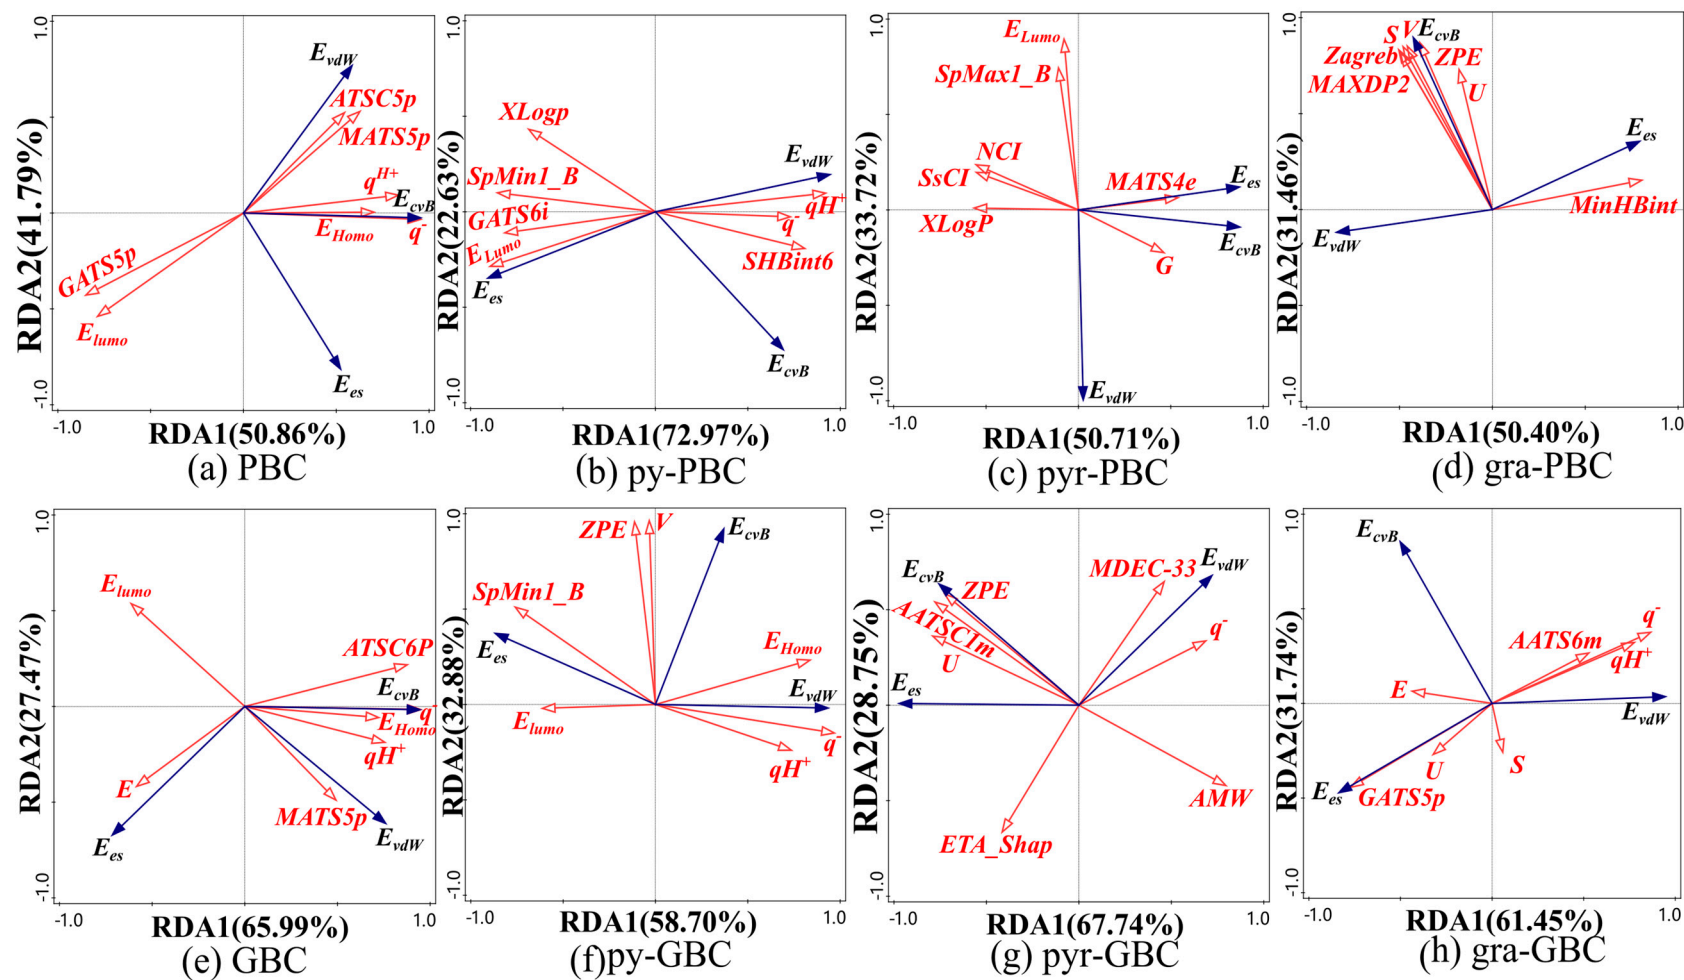 1.0
RDA2(41.79%)
-1.0
E_vdW
ATSC5p
MATS5p
q^H+
E_cvB
E_Homo
q^-
GATS5p
E_lumo
E_es
-1.0
1.0
RDA1(50.86%)
(a) PBC
1.0
RDA2(22.63%)
-1.0
XLogp
E_vdW
SpMin1_B
qH^+
GATS6i
q^-
E_Lumo
SHBint6
E_es
E_cvB
-1.0
1.0
RDA1(72.97%)
(b) py-PBC
1.0
RDA2(33.72%)
-1.0
E_Lumo
SpMax1_B
NCI
SsCI
MATS4e
E_es
XLogP
E_cvB
G
E_vdW
-1.0
1.0
RDA1(50.71%)
(c) pyr-PBC
1.0
RDA2(31.46%)
-1.0
S
V
E_cvB
Zagreb
ZPE
MAXDP2
U
E_es
MinHBint
E_vdW
-1.0
1.0
RDA1(50.40%)
(d) gra-PBC
1.0
RDA2(27.47%)
-1.0
E_lumo
ATSC6P
E_cvB
q^-
E_Homo
qH^+
E
MATS5p
E_es
E_vdW
-1.0
1.0
RDA1(65.99%)
(e) GBC
1.0
RDA2(32.88%)
-1.0
ZPE
V
E_cvB
SpMin1_B
E_es
E_Homo
E_vdW
E_lumo
q^-
qH^+
-1.0
1.0
RDA1(58.70%)
(f)py-GBC
1.0
RDA2(28.75%)
-1.0
E_cvB
ZPE
MDEC-33
E_vdW
AATSC1m
q^-
U
E_es
AMW
ETA_Shap
-1.0
1.0
RDA1(67.74%)
(g) pyr-GBC
1.0
RDA2(31.74%)
-1.0
E_cvB
q^-
AATS6m
qH^+
E
E_vdW
U
S
E_es
GATS5p
-1.0
1.0
RDA1(61.45%)
(h) gra-GBC